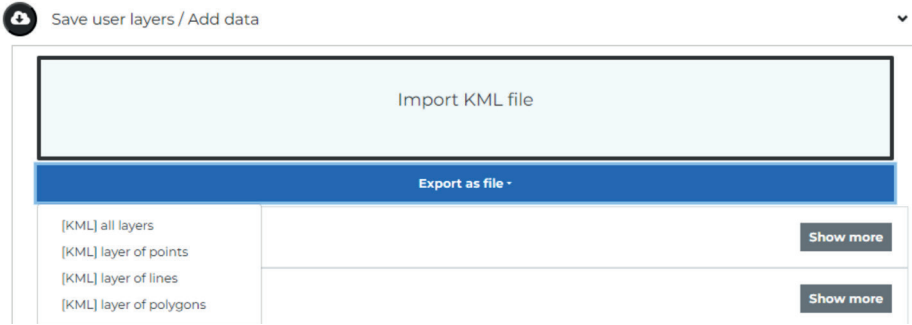 Save user layers / Add data
Import KML file
Export as file
[KML] all layers
[KML] layer of points
Show more
[KML] layer of lines
[KML] layer of polygons
Show more